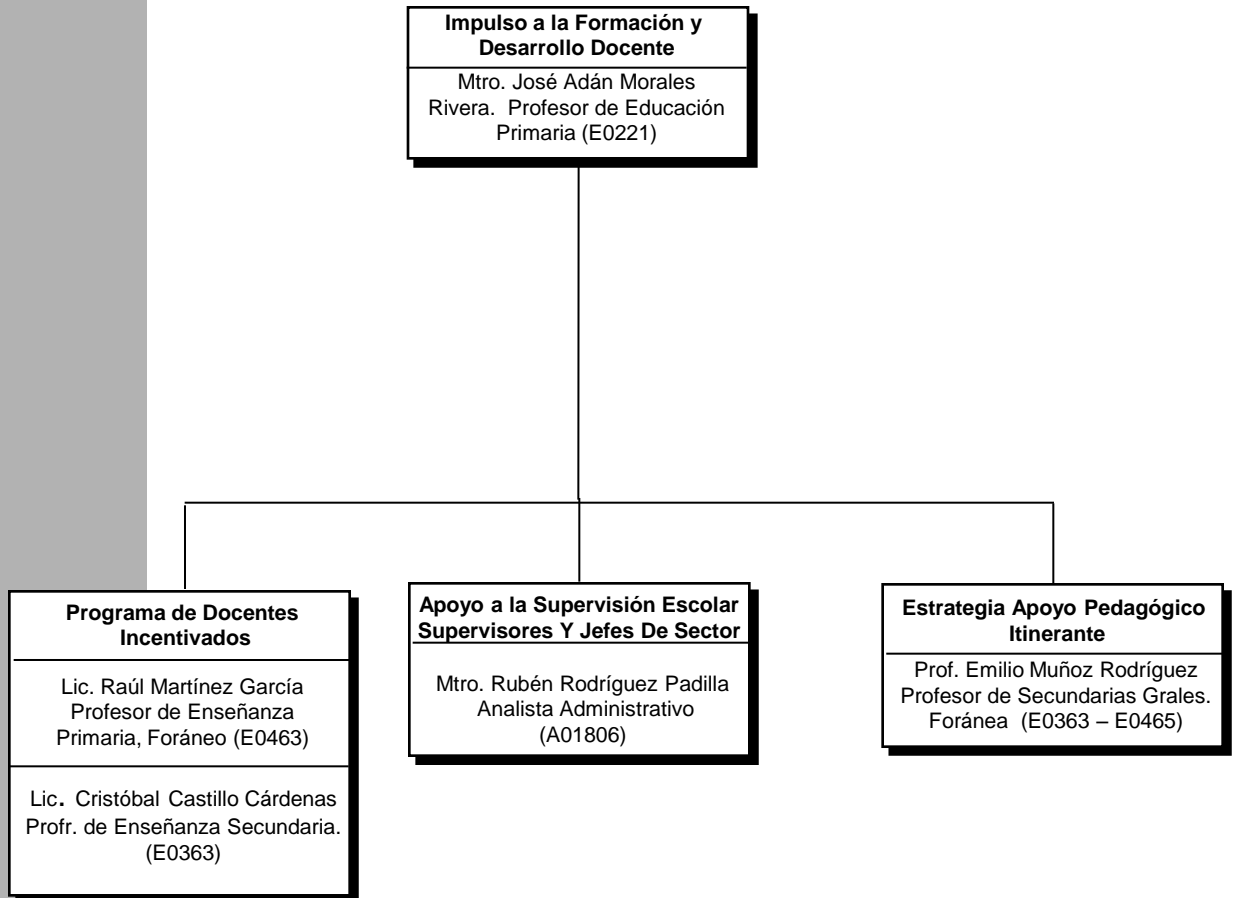 Impulso a la Formación y
Desarrollo Docente
Mtro. José Adán Morales
Rivera. Profesor de Educación
Primaria (E0221)
Programa de Docentes
Incentivados
Lic. Raúl Martínez García
Profesor de Enseñanza
Primaria, Foráneo (E0463)
Lic. Cristóbal Castillo Cárdenas
Profr. de Enseñanza Secundaria.
(E0363)
Apoyo a la Supervisión Escolar
Supervisores Y Jefes De Sector
Mtro. Rubén Rodríguez Padilla
Analista Administrativo
(A01806)
Estrategia Apoyo Pedagógico
Itinerante
Prof. Emilio Muñoz Rodríguez
Profesor de Secundarias Grales.
Foránea (E0363 – E0465)